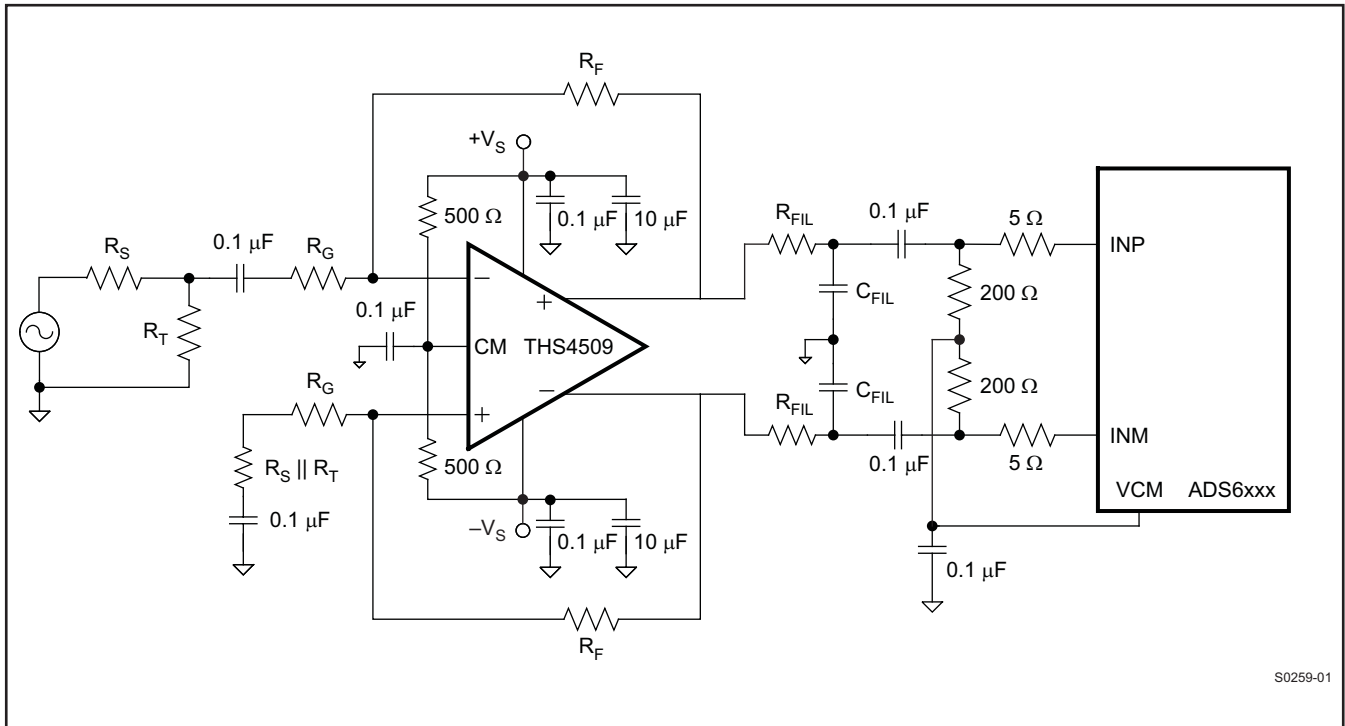 R_F
+V_S
500 Ω
0.1 μF
10 μF
R_S
0.1 μF
R_G
R_FIL
0.1 μF
5 Ω
INP
−
+
C_FIL
200 Ω
R_T
0.1 μF
CM THS4509
R_G
+
−
C_FIL
200 Ω
R_FIL
5 Ω
INM
R_S || R_T
500 Ω
0.1 μF
VCM ADS6xxx
0.1 μF
−V_S
0.1 μF
10 μF
0.1 μF
R_F
S0259-01